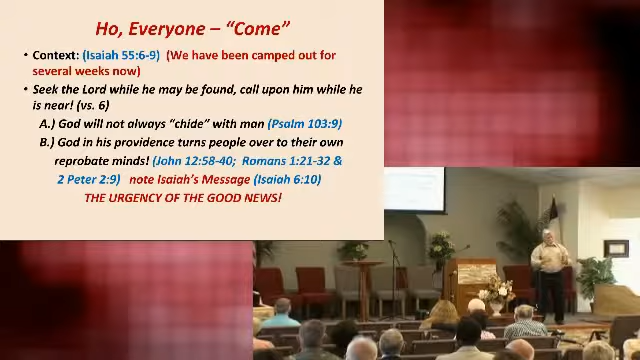 Ho, Everyone – “Come”
• Context: (Isaiah 55:6-9) (We have been camped out for
several weeks now)
• Seek the Lord while he may be found, call upon him while he
is near! (vs. 6)
A.) God will not always “chide” with man (Psalm 103:9)
B.) God in his providence turns people over to their own
reprobate minds! (John 12:58-40; Romans 1:21-32 &
2 Peter 2:9) note Isaiah’s Message (Isaiah 6:10)
THE URGENCY OF THE GOOD NEWS!